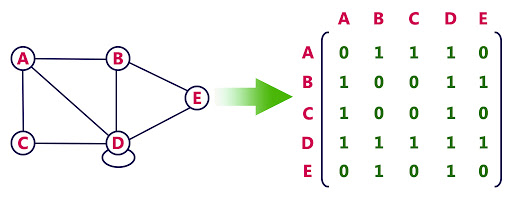 A B E C D
A B C D E
A 0 1 1 1 0
B 1 0 0 1 1
C 1 0 0 1 0
D 1 1 1 1 1
E 0 1 0 1 0